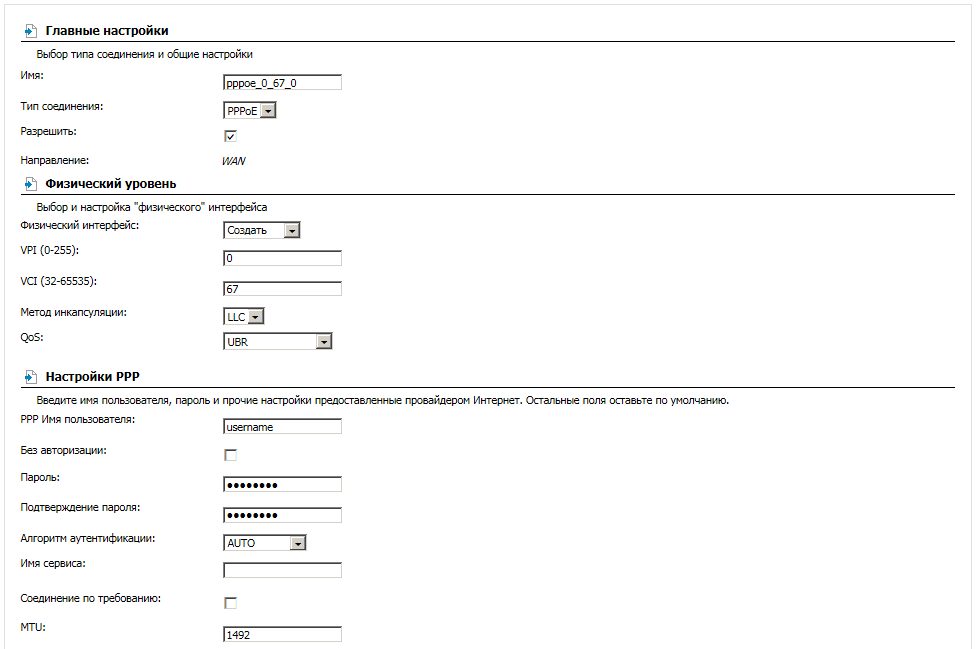 Главные настройки
Выбор типа соединения и общие настройки
Имя: pppoe_0_67_0
Тип соединения: PPPoE
Разрешить:
Направление: WAN
Физический уровень
Выбор и настройка "физического" интерфейса
Физический интерфейс: Создать
VPI (0-255): 0
VCI (32-65535): 67
Метод инкапсуляции: LLC
QoS: UBR
Настройки PPP
Введите имя пользователя, пароль и прочие настройки предоставленные провайдером Интернет. Остальные поля оставьте по умолчанию.
PPP Имя пользователя: username
Без авторизации:
Пароль: ●●●●●●●●
Подтверждение пароля: ●●●●●●●●
Алгоритм аутентификации: AUTO
Имя сервиса:
Соединение по требованию:
MTU: 1492